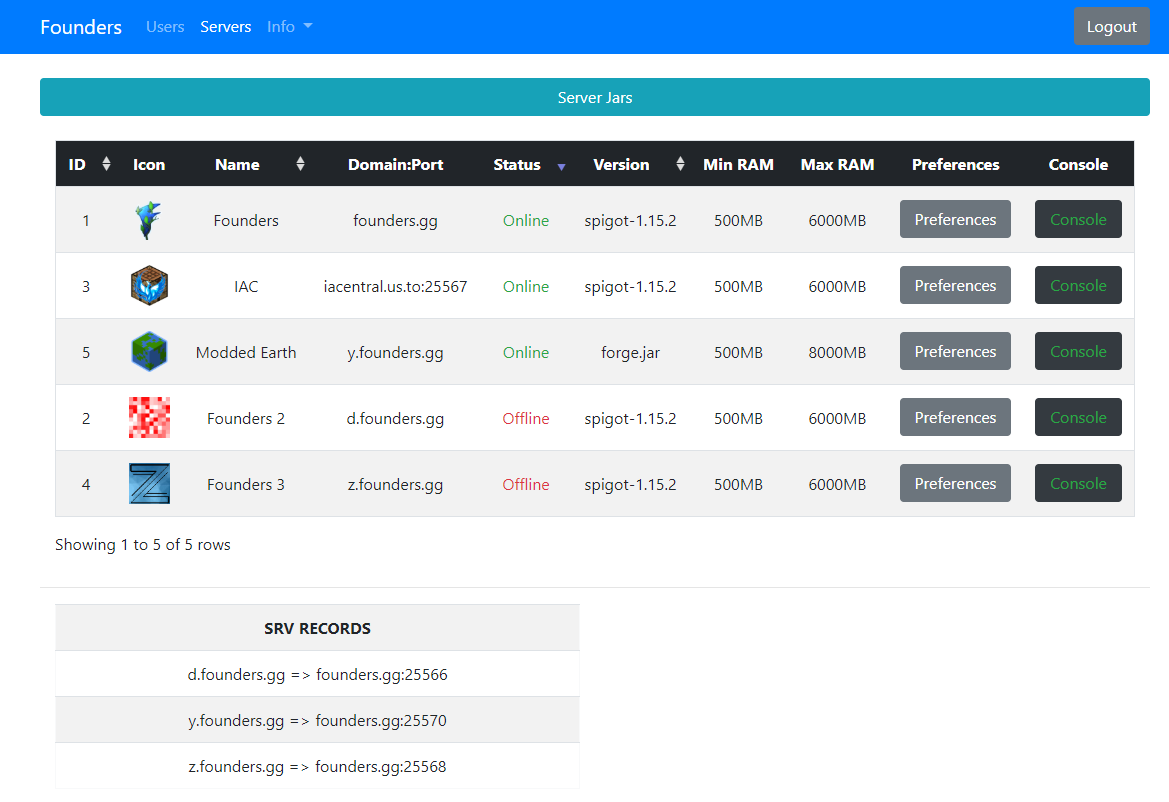 Founders Users Servers Info Logout
Server Jars
ID Icon Name Domain:Port Status Version Min RAM Max RAM Preferences Console
1 Founders founders.gg Online spigot-1.15.2 500MB 6000MB Preferences Console
3 IAC iacentral.us.to:25567 Online spigot-1.15.2 500MB 6000MB Preferences Console
5 Modded Earth y.founders.gg Online forge.jar 500MB 8000MB Preferences Console
2 Founders 2 d.founders.gg Offline spigot-1.15.2 500MB 6000MB Preferences Console
4 Founders 3 z.founders.gg Offline spigot-1.15.2 500MB 6000MB Preferences Console
Showing 1 to 5 of 5 rows
SRV RECORDS
d.founders.gg => founders.gg:25566
y.founders.gg => founders.gg:25570
z.founders.gg => founders.gg:25568